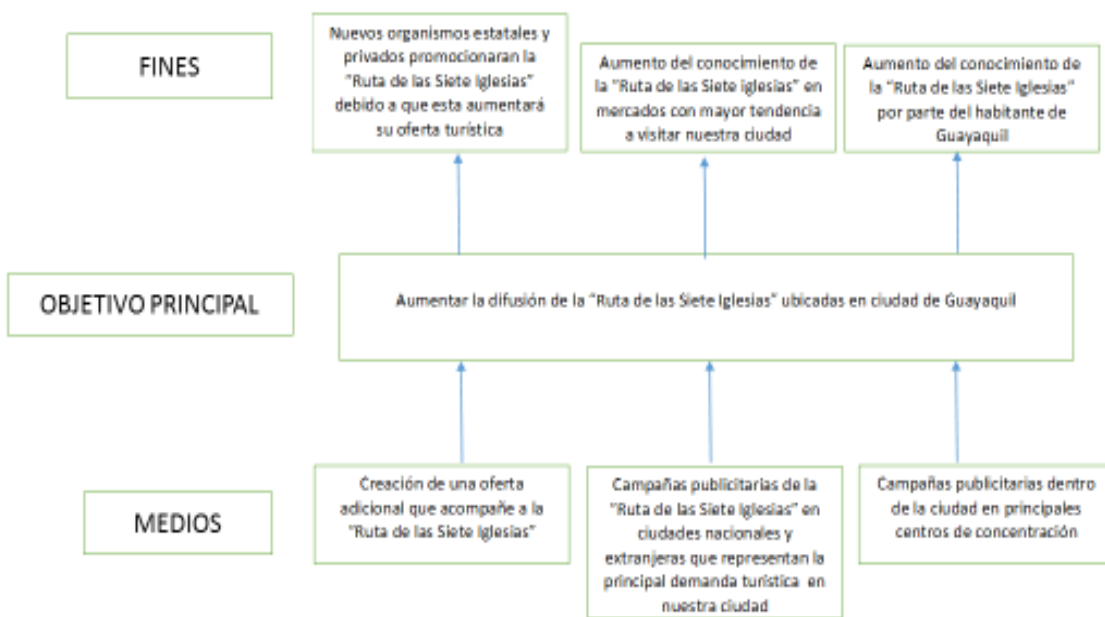 FINES
Nuevos organismos estatales y
privados promocionaran la
"Ruta de las Siete Iglesias"
debido a que esta aumentará
su oferta turística
Aumento del conocimiento de
la "Ruta de las Siete iglesias" en
mercados con mayor tendencia
a visitar nuestra ciudad
Aumento del conocimiento de
la "Ruta de las Siete Iglesias"
por parte del habitante de
Guayaquil
OBJETIVO PRINCIPAL
Aumentar la difusión de la "Ruta de las Siete Iglesias" ubicadas en ciudad de Guayaquil
MEDIOS
Creación de una oferta
adicional que acompañe a la
"Ruta de las Siete Iglesias"
Campañas publicitarias de la
"Ruta de las Siete Iglesias" en
ciudades nacionales y
extranjeras que representan la
principal demanda turística en
nuestra ciudad
Campañas publicitarias dentro
de la ciudad en principales
centros de concentración